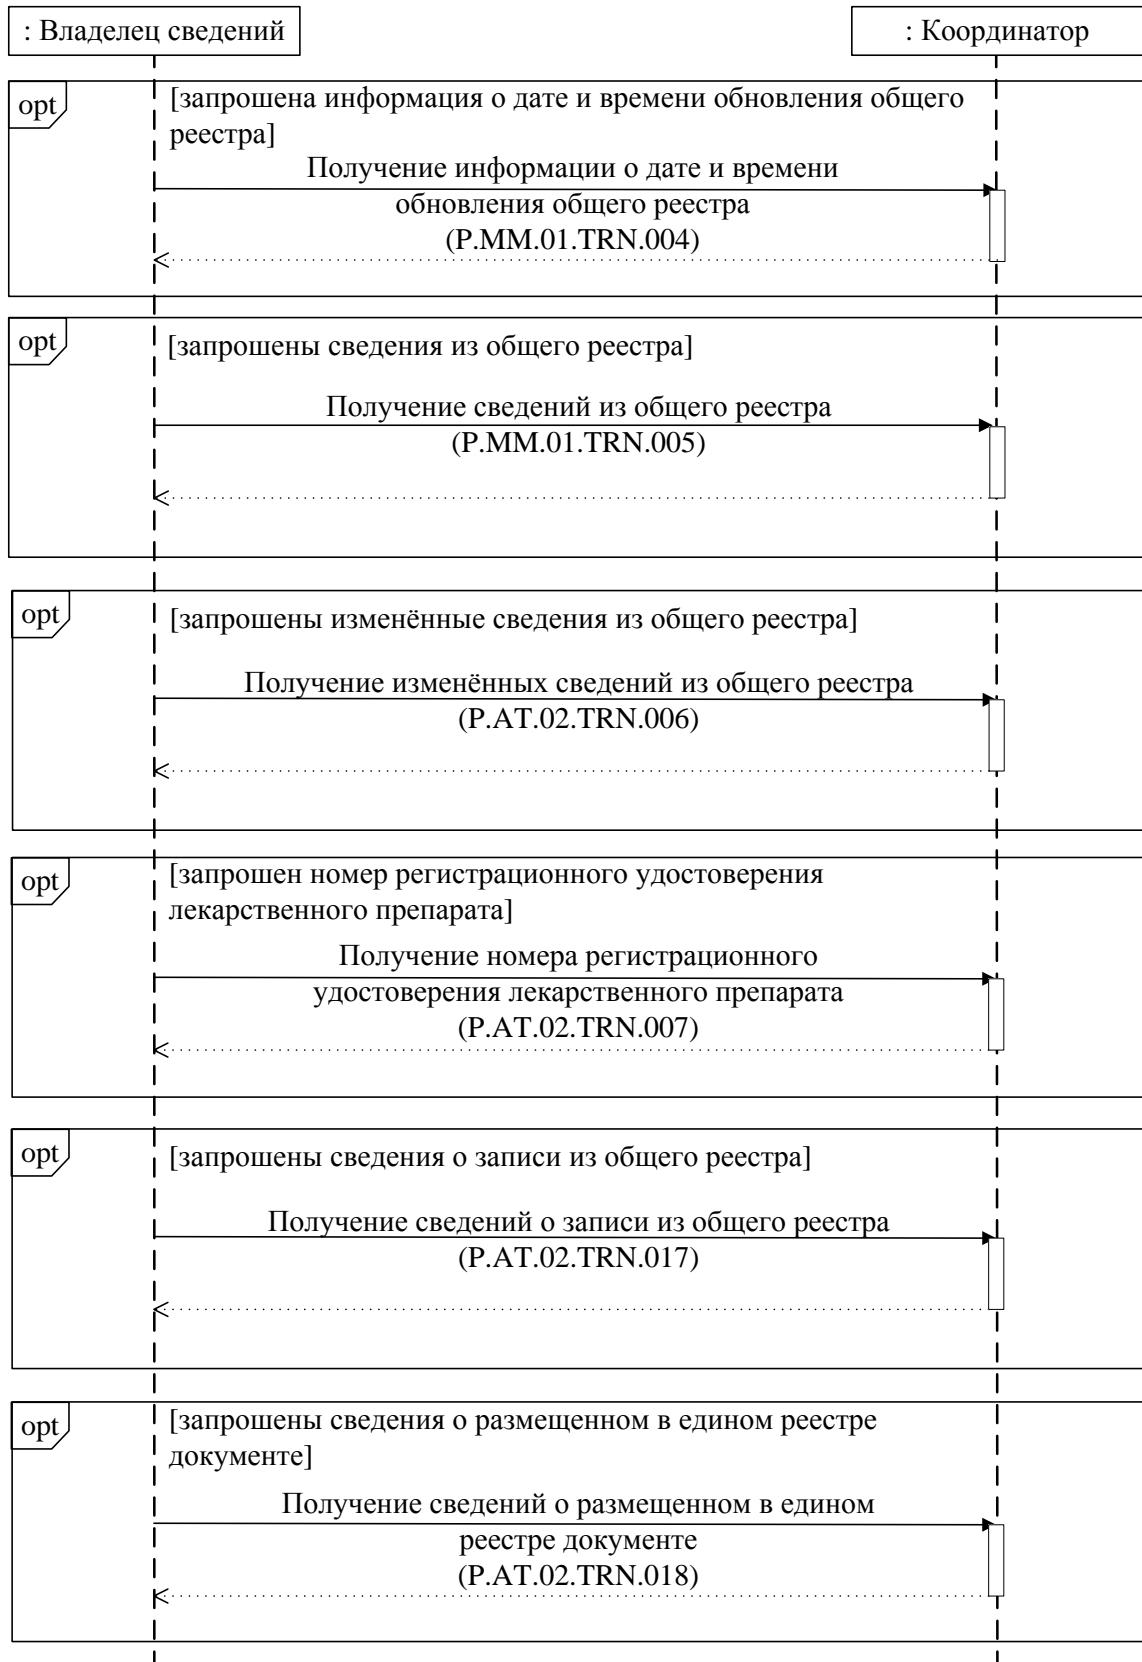 : Владелец сведений
: Координатор
opt
[запрошена информация о дате и времени обновления общего
реестра]
Получение информации о дате и времени
обновления общего реестра
(P.MM.01.TRN.004)
opt
[запрошены сведения из общего реестра]
Получение сведений из общего реестра
(P.MM.01.TRN.005)
opt
[запрошены изменённые сведения из общего реестра]
Получение изменённых сведений из общего реестра
(P.AT.02.TRN.006)
opt
[запрошен номер регистрационного удостоверения
лекарственного препарата]
Получение номера регистрационного
удостоверения лекарственного препарата
(P.AT.02.TRN.007)
opt
[запрошены сведения о записи из общего реестра]
Получение сведений о записи из общего реестра
(P.AT.02.TRN.017)
opt
[запрошены сведения о размещенном в едином реестре
документе]
Получение сведений о размещенном в едином
реестре документе
(P.AT.02.TRN.018)